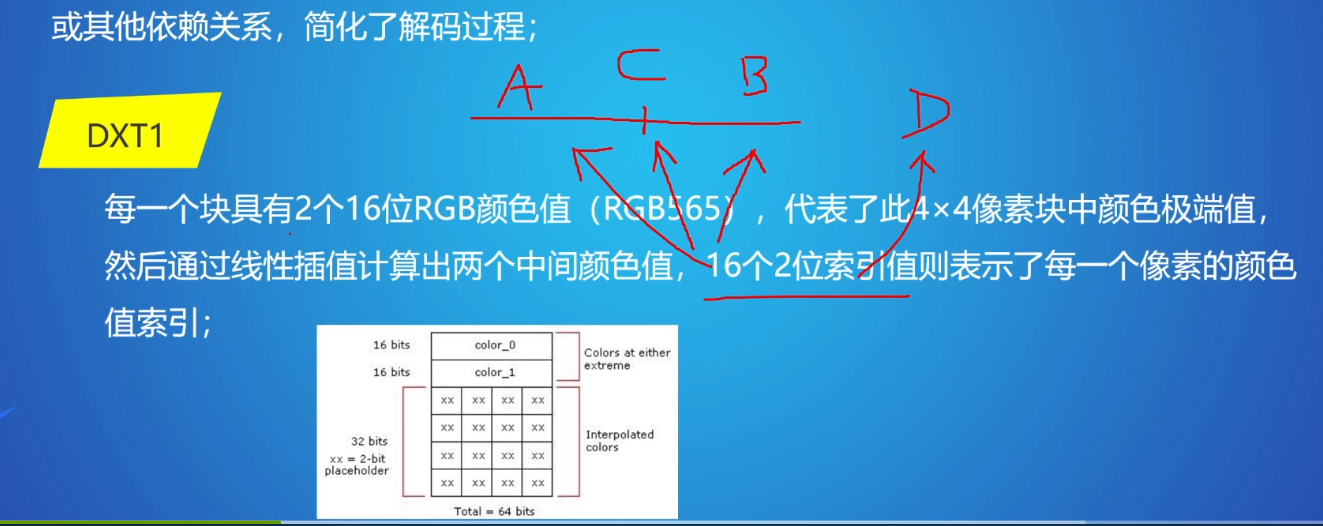 或其他依赖关系，简化了解码过程；
A C B D
DXT1
每一个块具有2个16位RGB颜色值（RGB565），代表了此4×4像素块中颜色极端值，
然后通过线性插值计算出两个中间颜色值，16个2位索引值则表示了每一个像素的颜色
值索引；
16 bits color_0
Colors at either
extreme
16 bits color_1
xx xx xx xx
xx xx xx xx
32 bits
Interpolated
colors
xx = 2-bit
placeholder
xx xx xx xx
xx xx xx xx
Total = 64 bits